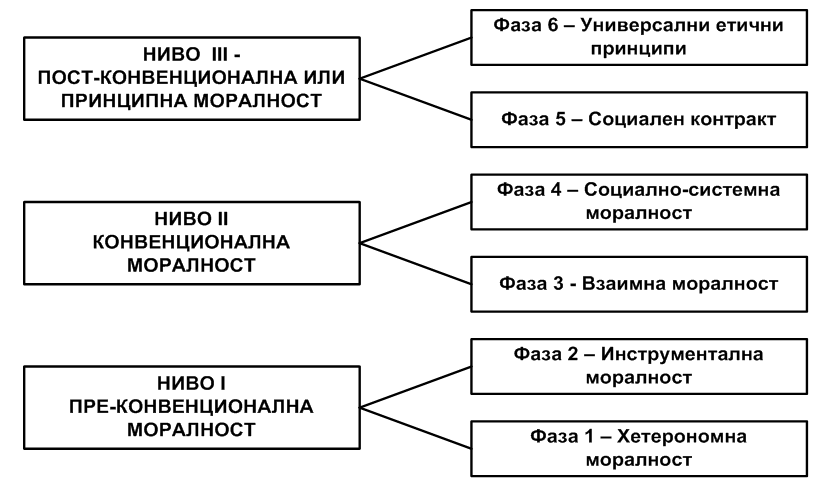 НИВО III -
ПОСТ-КОНВЕНЦИОНАЛНА ИЛИ
ПРИНЦИПНА МОРАЛНОСТ
Фаза 6 – Универсални етични
принципи
Фаза 5 – Социален контракт
НИВО II
КОНВЕНЦИОНАЛНА
МОРАЛНОСТ
Фаза 4 – Социално-системна
моралност
Фаза 3 - Взаимна моралност
НИВО I
ПРЕ-КОНВЕНЦИОНАЛНА
МОРАЛНОСТ
Фаза 2 – Инструментална
моралност
Фаза 1 – Хетерономна
моралност